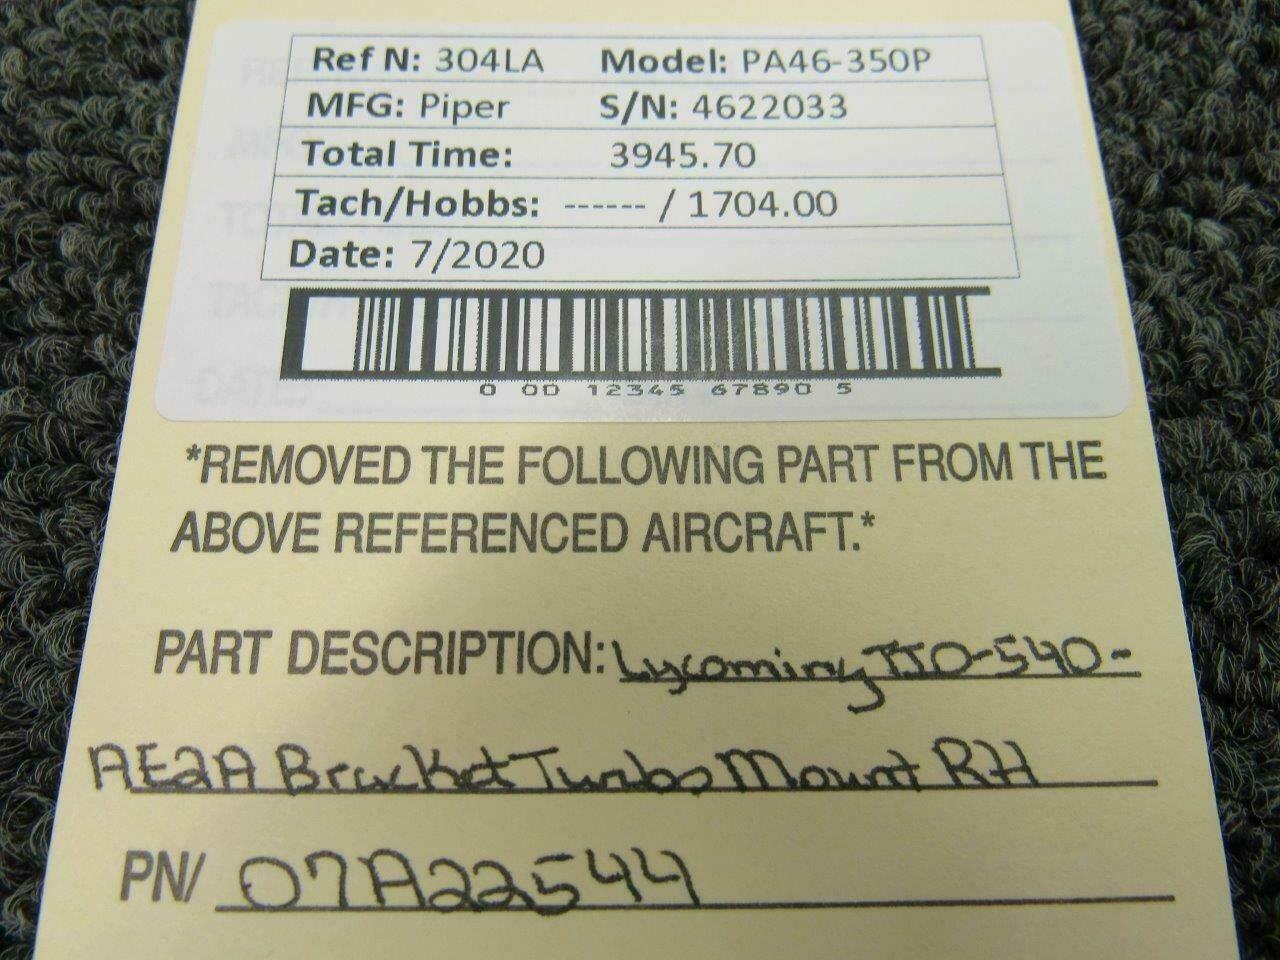 Ref N: 304LA Model: PA46-350P
MFG: Piper S/N: 4622033
Total Time: 3945.70
Tach/Hobbs: ------ / 1704.00
Date: 7/2020
0 00 12345 67890 5
*REMOVED THE FOLLOWING PART FROM THE
ABOVE REFERENCED AIRCRAFT.*
PART DESCRIPTION: Lycoming TIO-540-
AE2A Bracket Turbo Mount RH
PN/ 07A22544